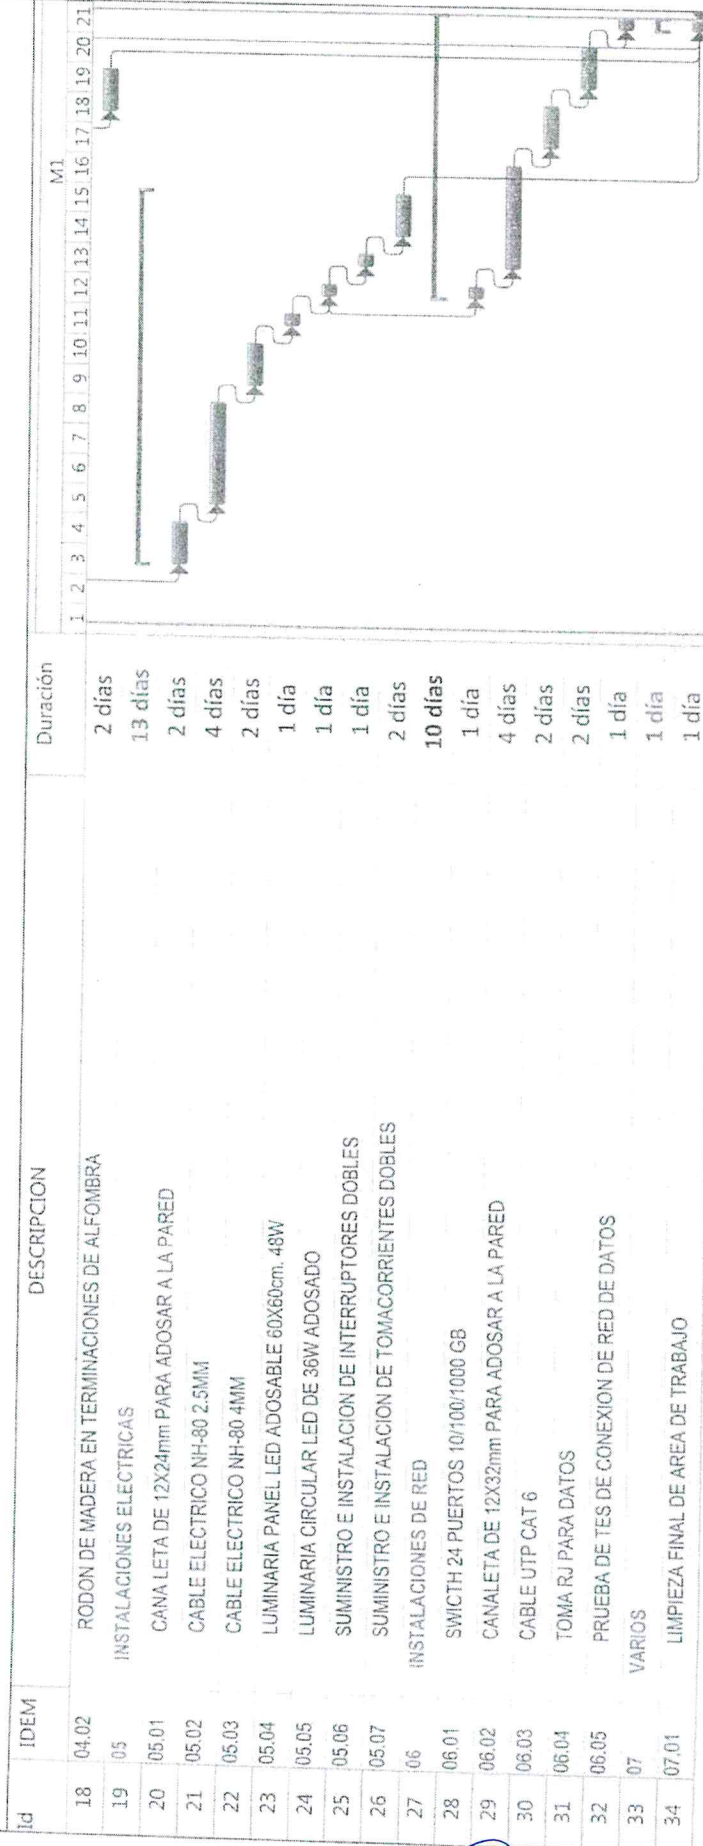 Id IDEM DESCRIPCION Duración M1
1 2 3 4 5 6 7 8 9 10 11 12 13 14 15 16 17 18 19 20 21
18 04.02 RODON DE MADERA EN TERMINACIONES DE ALFOMBRA 2 días
19 05 INSTALACIONES ELECTRICAS 13 días
20 05.01 CANA LETA DE 12X24mm PARA ADOSAR A LA PARED 2 días
21 05.02 CABLE ELECTRICO NH-80 2.5MM 4 días
22 05.03 CABLE ELECTRICO NH-80 4MM 2 días
23 05.04 LUMINARIA PANEL LED ADOSABLE 60X60cm. 48W 1 día
24 05.05 LUMINARIA CIRCULAR LED DE 36W ADOSADO 1 día
25 05.06 SUMINISTRO E INSTALACION DE INTERRUPTORES DOBLES 1 día
26 05.07 SUMINISTRO E INSTALACION DE TOMACORRIENTES DOBLES 2 días
27 06 INSTALACIONES DE RED 10 días
28 06.01 SWICTH 24 PUERTOS 10/100/1000 GB 1 día
29 06.02 CANALETA DE 12X32mm PARA ADOSAR A LA PARED 4 días
30 06.03 CABLE UTP CAT 6 2 días
31 06.04 TOMA RJ PARA DATOS 2 días
32 06.05 PRUEBA DE TES DE CONEXION DE RED DE DATOS 1 día
33 07 VARIOS 1 día
34 07.01 LIMPIEZA FINAL DE AREA DE TRABAJO 1 día